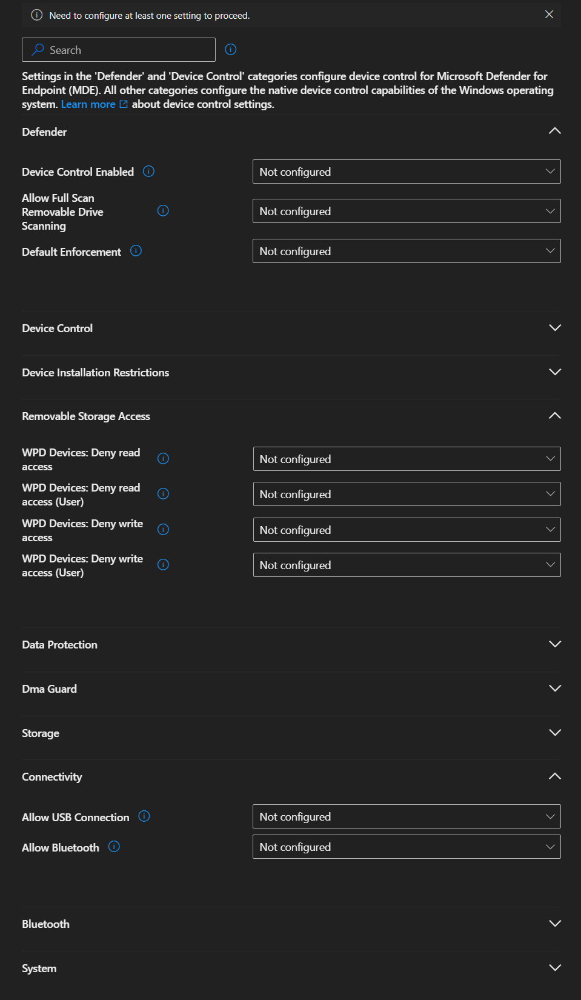 Need to configure at least one setting to proceed.
Search
Settings in the 'Defender' and 'Device Control' categories configure device control for Microsoft Defender for
Endpoint (MDE). All other categories configure the native device control capabilities of the Windows operating
system. Learn more about device control settings.
Defender
Device Control Enabled
Not configured
Allow Full Scan
Removable Drive
Scanning
Not configured
Default Enforcement
Not configured
Device Control
Device Installation Restrictions
Removable Storage Access
WPD Devices: Deny read
access
Not configured
WPD Devices: Deny read
access (User)
Not configured
WPD Devices: Deny write
access
Not configured
WPD Devices: Deny write
access (User)
Not configured
Data Protection
Dma Guard
Storage
Connectivity
Allow USB Connection
Not configured
Allow Bluetooth
Not configured
Bluetooth
System